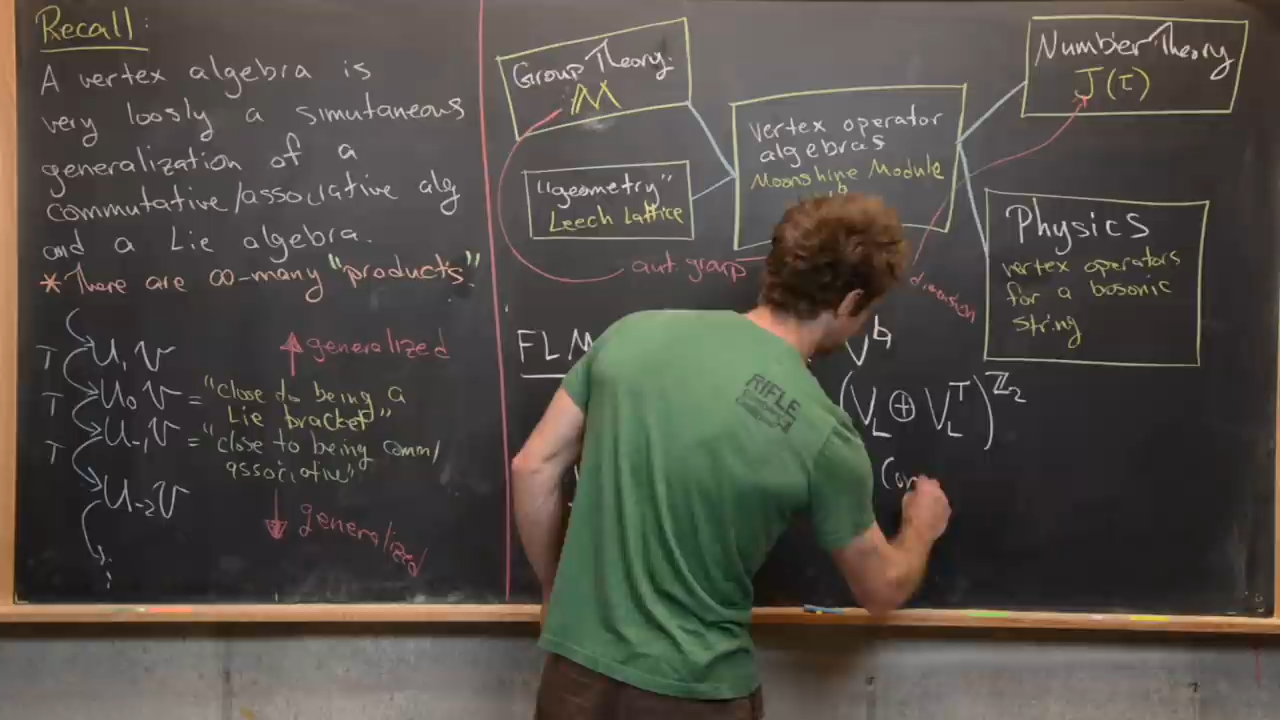 Recall:
A vertex algebra is
very loosly a simutaneous
generalization of a
commutative/associative alg
and a Lie algebra.
* There are ∞-many "products".
T U₁V
T U₀V = "close do being a
Lie bracket"
T U₋₁V = "close to being comm/
associative"
U₋₂V
generalized
generalized
Group Theory:
M
"geometry"
Leech Lattice
vertex operator
algebras
Moonshine Module
♮
Number Theory
J(τ)
Physics
vertex operators
for a bosonic
string
aut. group
dimension
FLM
V♮
(V_L ⊕ V_L^T)^ℤ₂
RIFLE